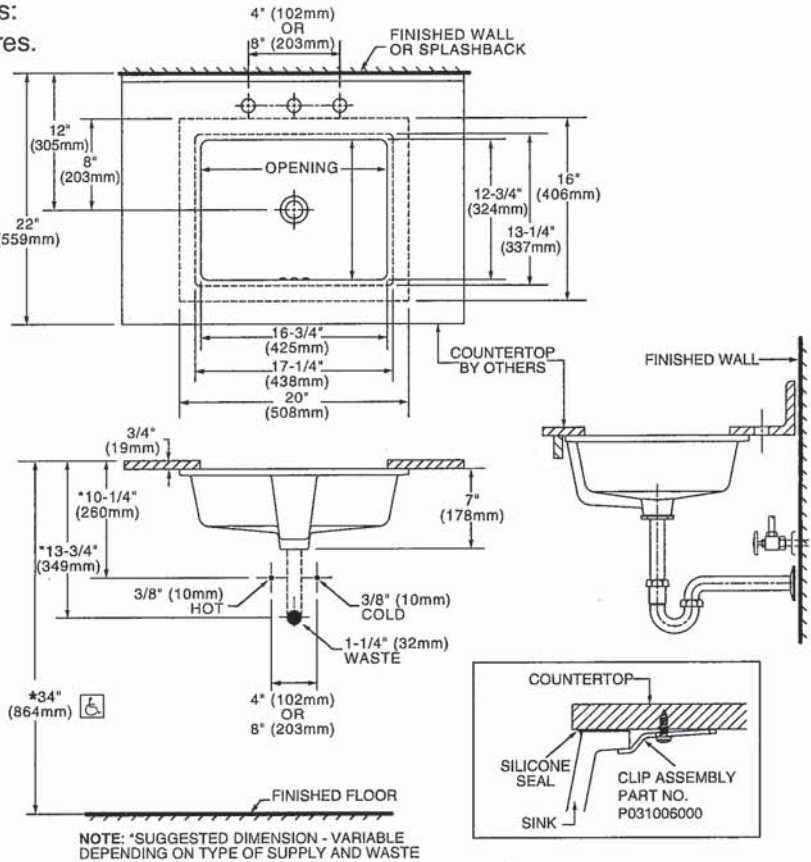 s:
res.
4" (102mm)
OR
8" (203mm)
FINISHED WALL
OR SPLASHBACK
12"
(305mm)
8"
(203mm)
22"
(559mm)
OPENING
12-3/4"
(324mm)
16"
(406mm)
13-1/4"
(337mm)
16-3/4"
(425mm)
17-1/4"
(438mm)
20"
(508mm)
COUNTERTOP
BY OTHERS
FINISHED WALL
3/4"
(19mm)
*10-1/4"
(260mm)
*13-3/4"
(349mm)
7"
(178mm)
3/8" (10mm)
HOT
3/8" (10mm)
COLD
1-1/4" (32mm)
WASTE
4" (102mm)
OR
8" (203mm)
*34"
(864mm)
FINISHED FLOOR
COUNTERTOP
SILICONE
SEAL
CLIP ASSEMBLY
PART NO.
P031006000
SINK
NOTE: *SUGGESTED DIMENSION - VARIABLE
DEPENDING ON TYPE OF SUPPLY AND WASTE